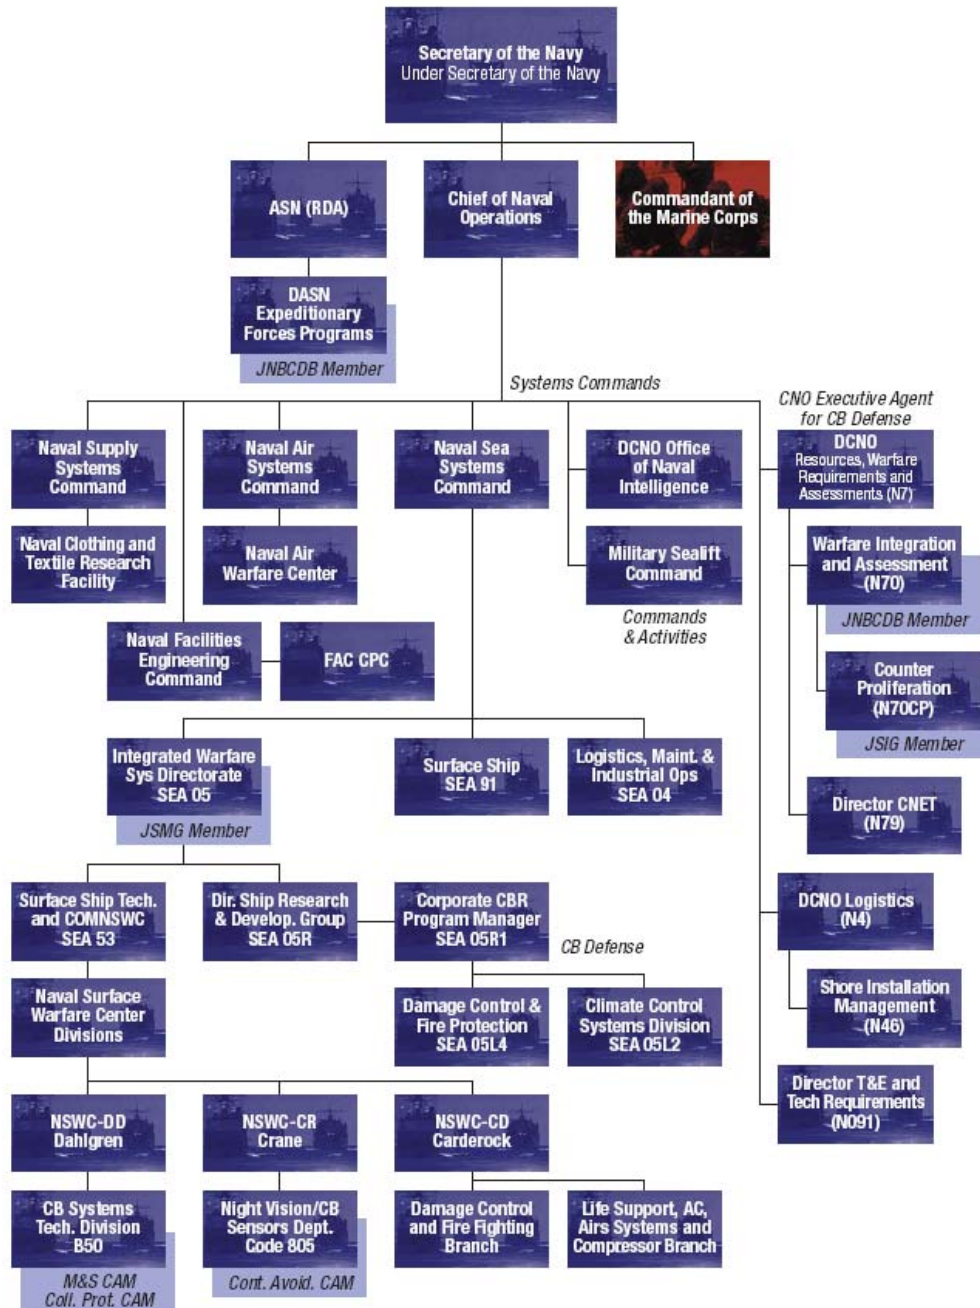 Secretary of the Navy
Under Secretary of the Navy
ASN (RDA)
Chief of Naval
Operations
Commandant of
the Marine Corps
DASN
Expeditionary
Forces Programs
JNBCDB Member
Systems Commands
CNO Executive Agent
for CB Defense
Naval Supply
Systems
Command
Naval Air
Systems
Command
Naval Sea
Systems
Command
DCNO Office
of Naval
Intelligence
DCNO
Resources, Warfare
Requirements and
Assessments (N7)
Naval Clothing and
Textile Research
Facility
Naval Air
Warfare Center
Military Sealift
Command
Commands
& Activities
Warfare Integration
and Assessment
(N70)
JNBCDB Member
Naval Facilities
Engineering
Command
FAC CPC
Counter
Proliferation
(N70CP)
JSIG Member
Integrated Warfare
Sys Directorate
SEA 05
JSMG Member
Surface Ship
SEA 91
Logistics, Maint. &
Industrial Ops
SEA 04
Director CNET
(N79)
Surface Ship Tech.
and COMNSWC
SEA 53
Dir. Ship Research
& Develop. Group
SEA 05R
Corporate CBR
Program Manager
SEA 05R1
CB Defense
DCNO Logistics
(N4)
Naval Surface
Warfare Center
Divisions
Damage Control &
Fire Protection
SEA 05L4
Climate Control
Systems Division
SEA 05L2
Shore Installation
Management
(N46)
NSWC-DD
Dahlgren
NSWC-CR
Crane
NSWC-CD
Carderock
Director T&E and
Tech Requirements
(N091)
CB Systems
Tech. Division
B50
M&S CAM
Coll. Prot. CAM
Night Vision/CB
Sensors Dept.
Code 805
Cont. Avoid. CAM
Damage Control
and Fire Fighting
Branch
Life Support, AC,
Airs Systems and
Compressor Branch